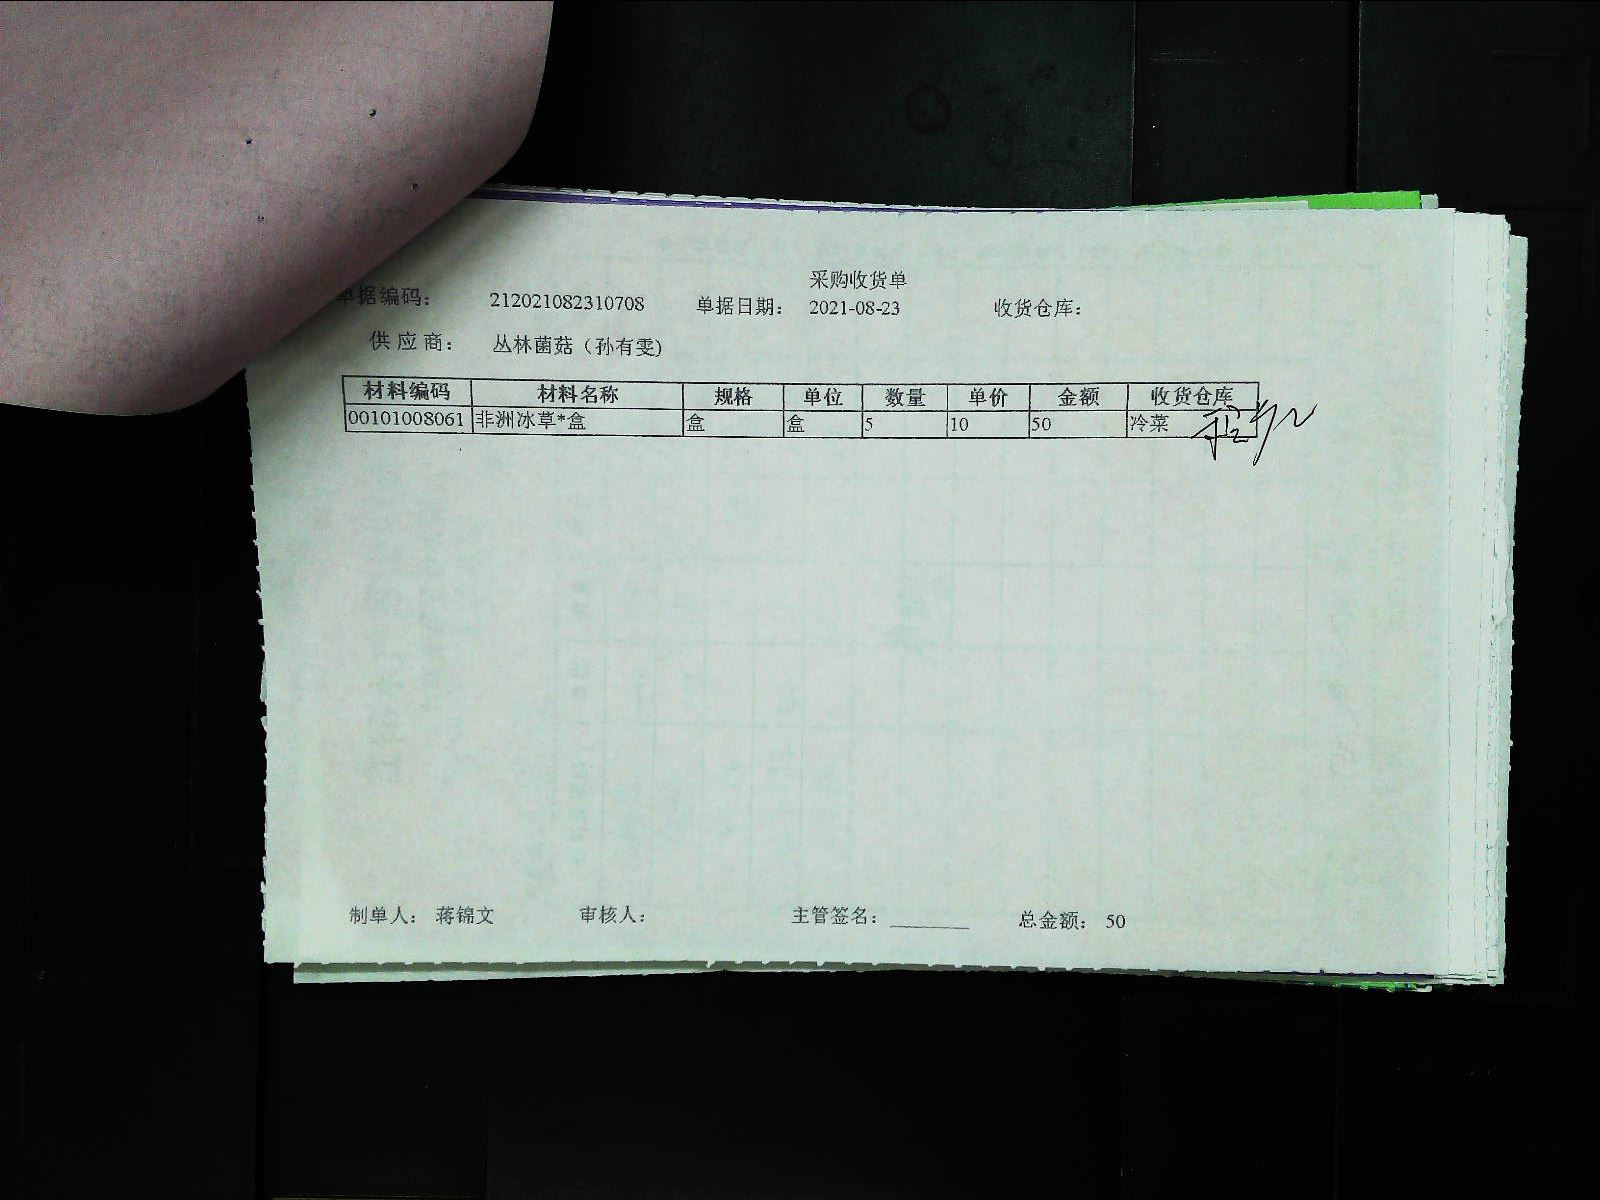 采购收货单
单据编码： 212021082310708 单据日期： 2021-08-23 收货仓库：
供应商： 丛林菌菇（孙有雯)
材料编码 材料名称 规格 单位 数量 单价 金额 收货仓库
00101008061 非洲冰草*盒 盒 盒 5 10 50 冷菜
制单人： 蒋锦文 审核人： 主管签名： 总金额： 50